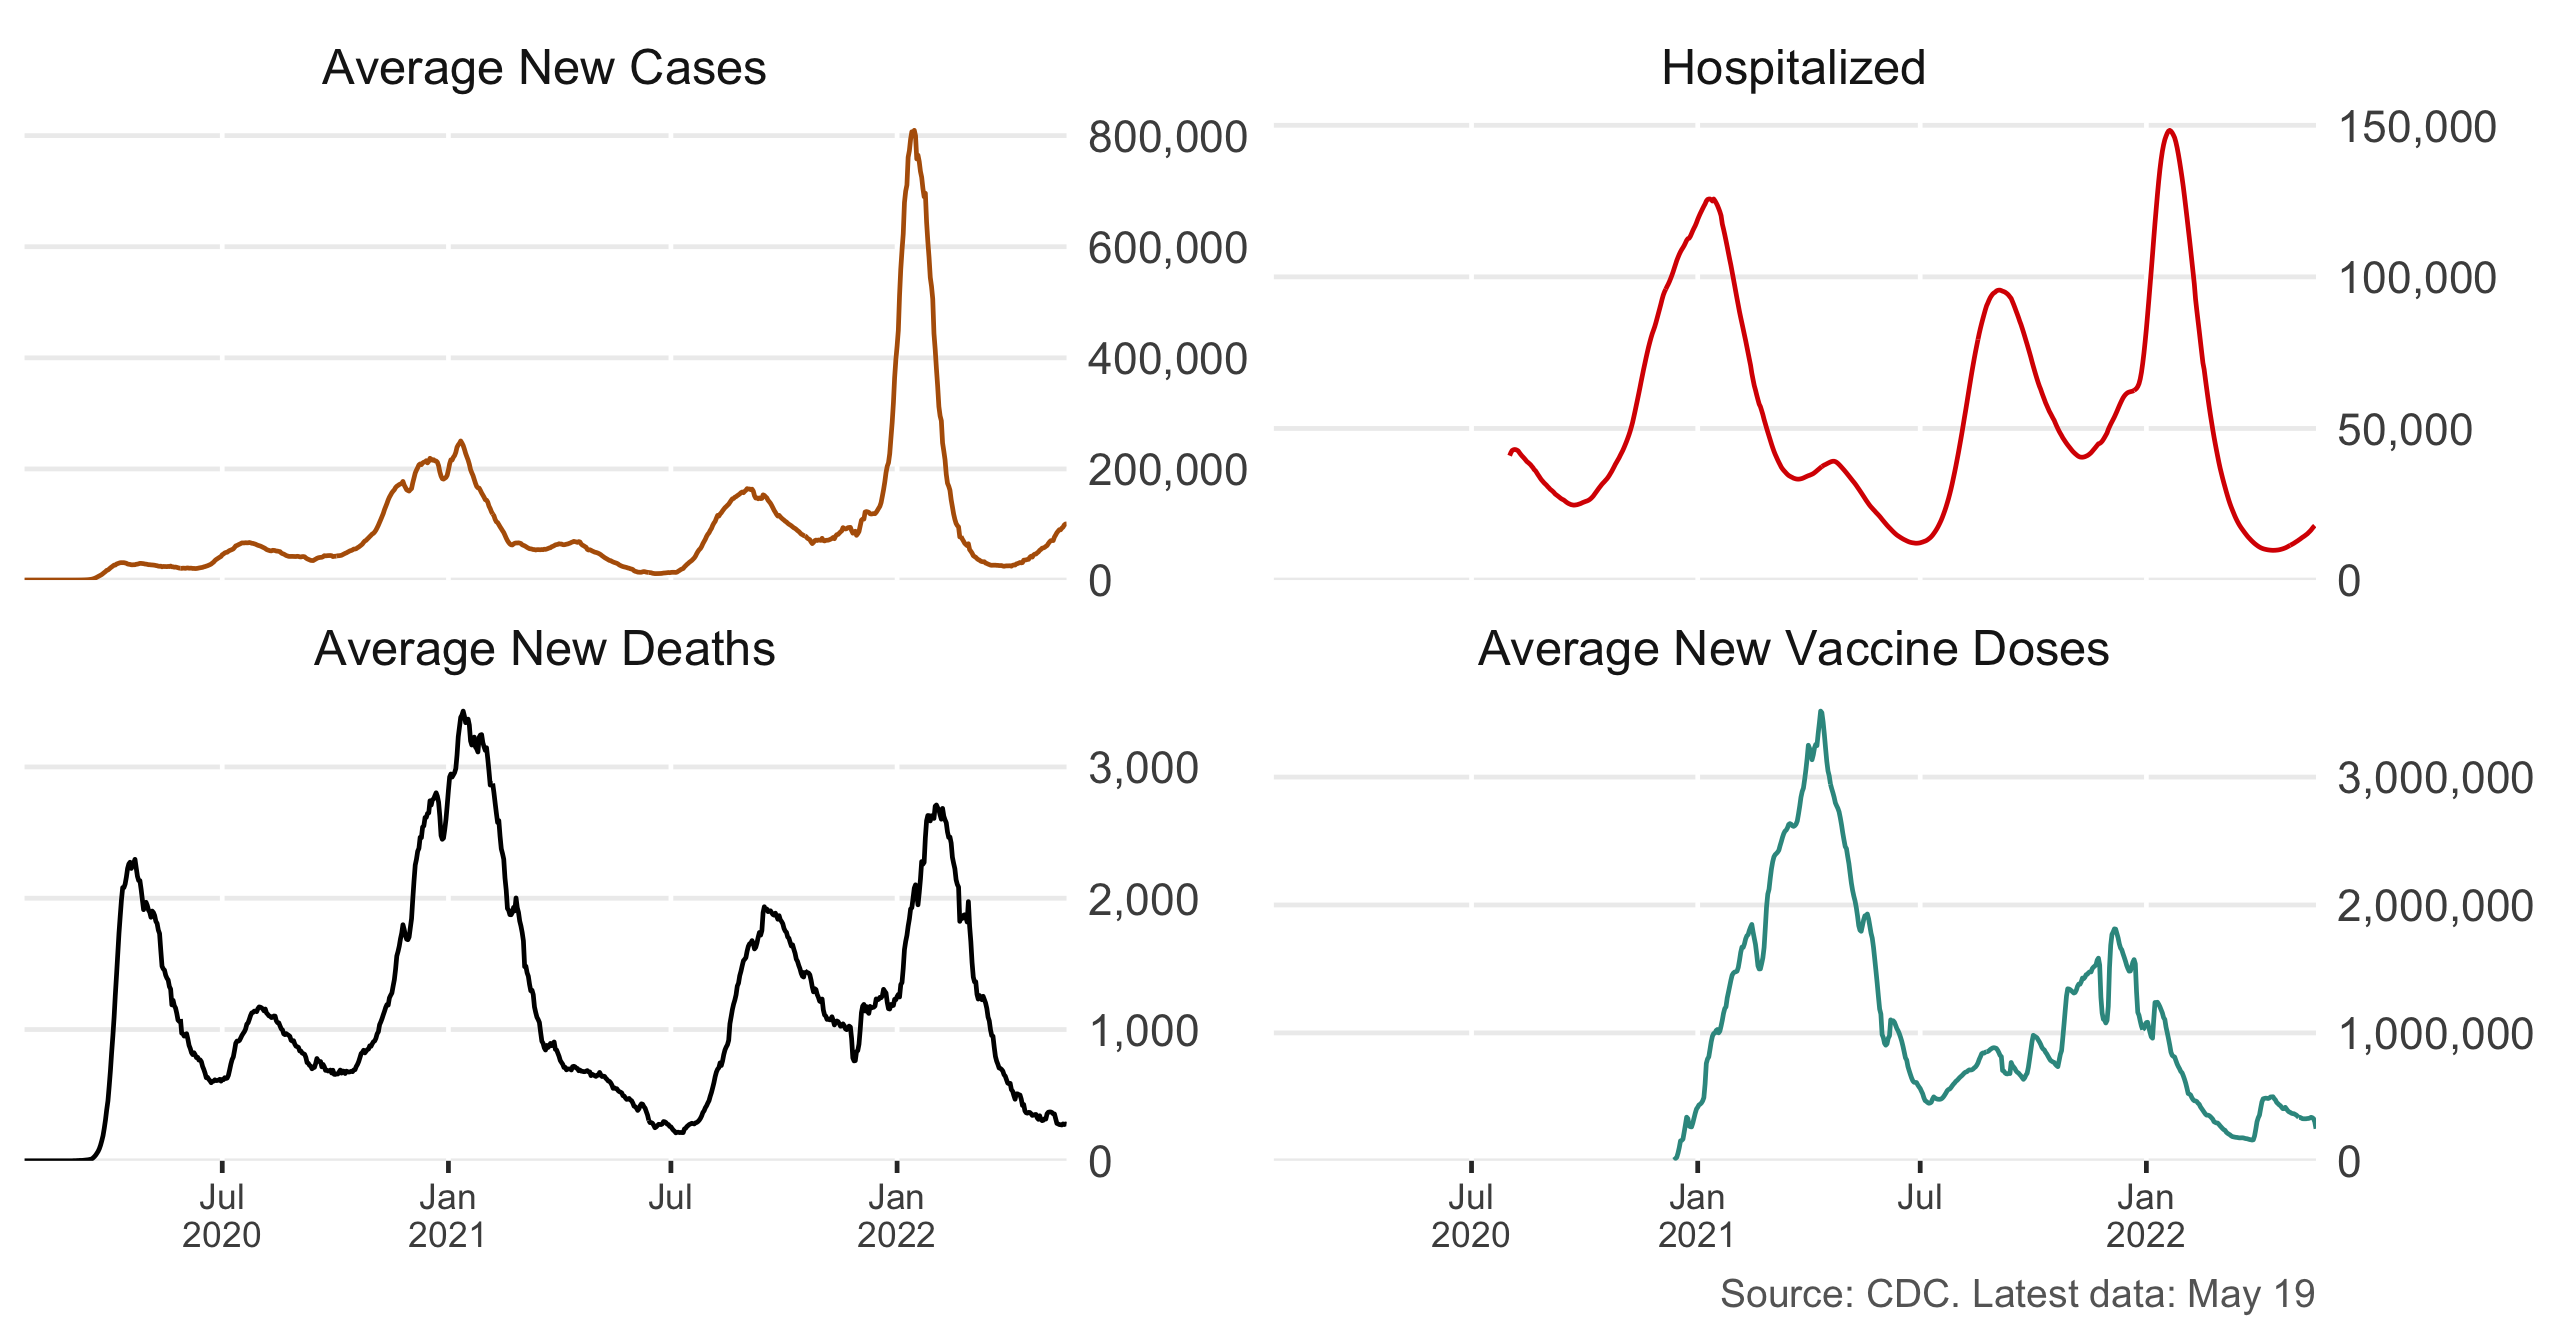 Average New Cases
800,000
600,000
400,000
200,000
0
Hospitalized
150,000
100,000
50,000
0
Average New Deaths
3,000
2,000
1,000
0
Jul
2020
Jan
2021
Jul
Jan
2022
Average New Vaccine Doses
3,000,000
2,000,000
1,000,000
0
Jul
2020
Jan
2021
Jul
Jan
2022
Source: CDC. Latest data: May 19